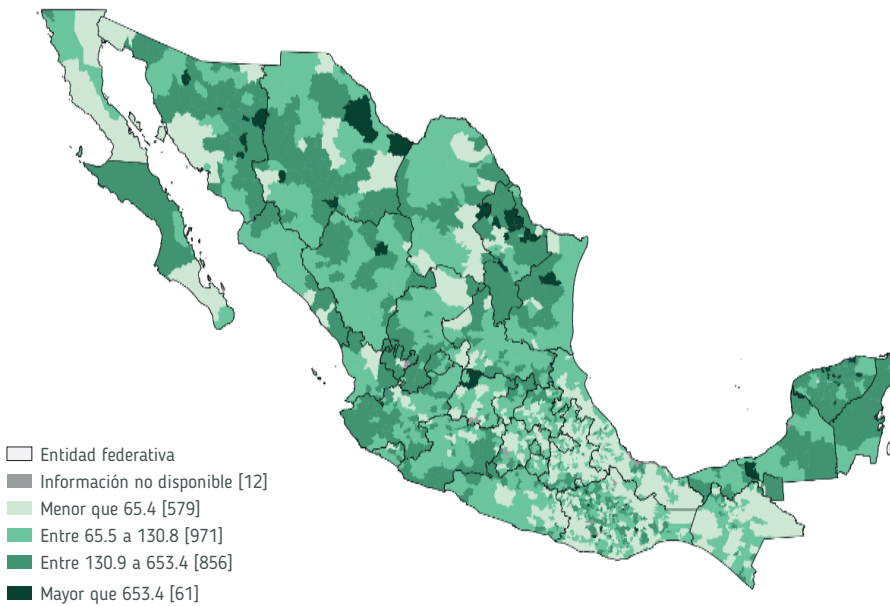 Entidad federativa
Información no disponible [12]
Menor que 65.4 [579]
Entre 65.5 a 130.8 [971]
Entre 130.9 a 653.4 [856]
Mayor que 653.4 [61]